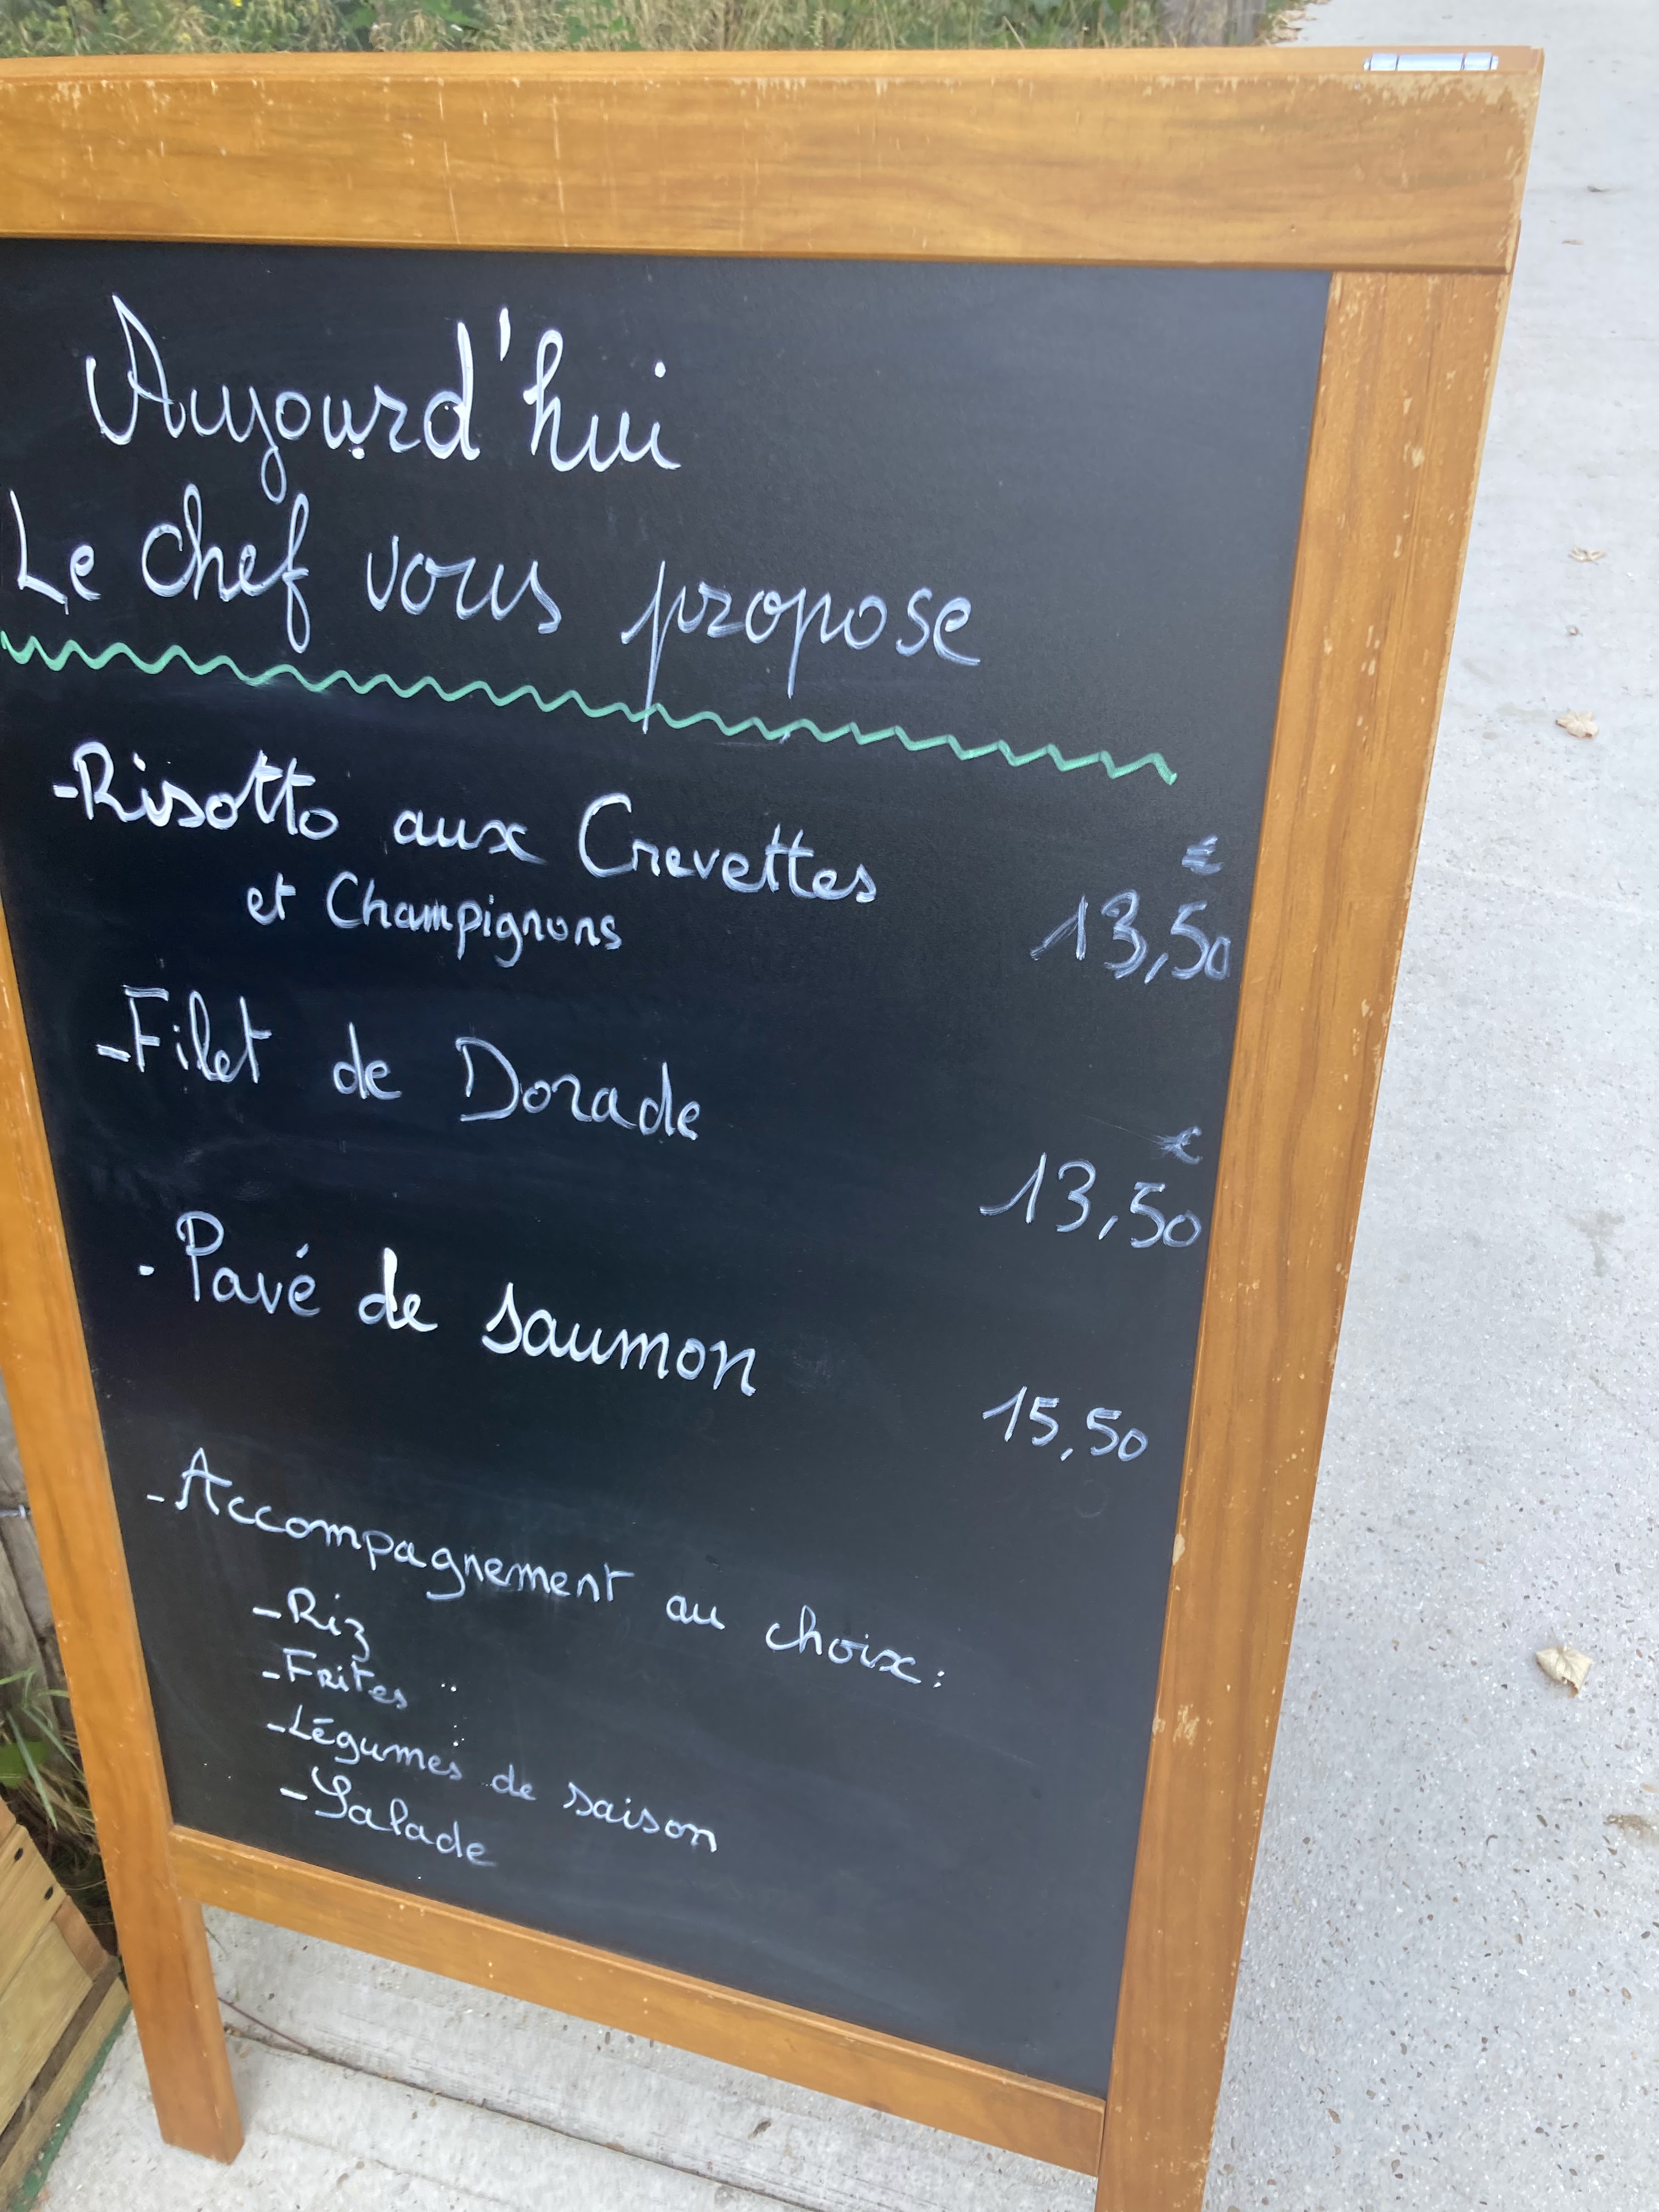 Aujourd'hui
Le chef vous propose
-Risotto aux Crevettes
et Champignons
€
13,50
-Filet de Dorade
€
13,50
- Pavé de saumon
15,50
- Accompagnement au choix:
-Riz
-Frites
-Légumes de saison
-Salade